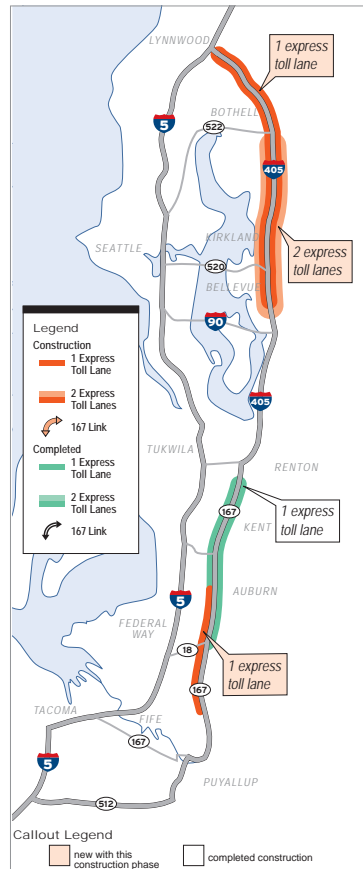 LYNNWOOD
1 express
toll lane
BOTHELL
5
522
405
KIRKLAND
SEATTLE
2 express
toll lanes
520
BELLEVUE
90
Legend
Construction
1 Express
Toll Lane
2 Express
Toll Lanes
167 Link
Completed
1 Express
Toll Lane
2 Express
Toll Lanes
167 Link
405
TUKWILA
RENTON
1 express
toll lane
167
KENT
AUBURN
5
FEDERAL
WAY
18
1 express
toll lane
167
TACOMA
FIFE
167
5
PUYALLUP
512
Callout Legend
new with this
construction phase
completed construction